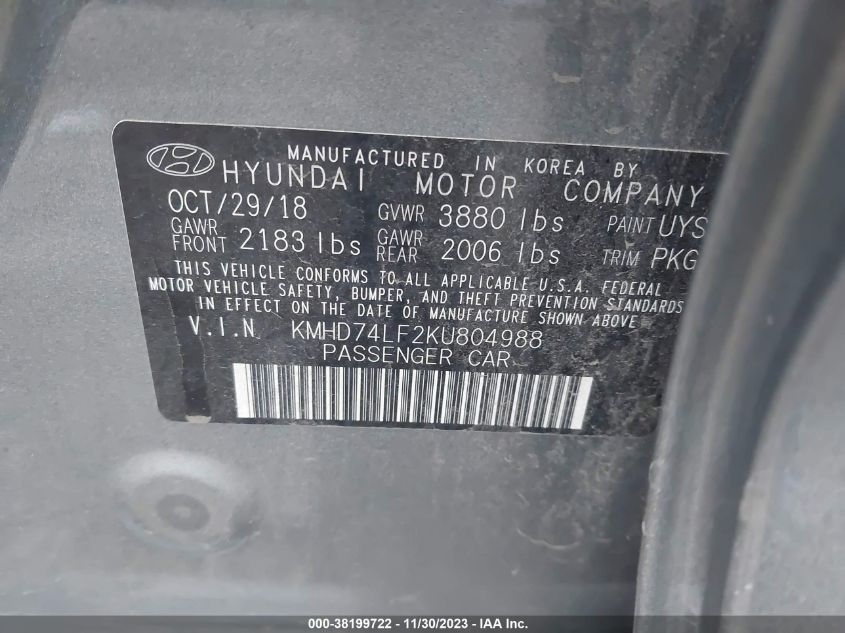 MANUFACTURED IN KOREA BY
HYUNDAI MOTOR COMPANY
OCT/29/18 GVWR 3880 lbs PAINT UYS
GAWR FRONT 2183 lbs GAWR REAR 2006 lbs TRIM PKG
THIS VEHICLE CONFORMS TO ALL APPLICABLE U.S.A. FEDERAL
MOTOR VEHICLE SAFETY, BUMPER, AND THEFT PREVENTION STANDARDS
IN EFFECT ON THE DATE OF MANUFACTURE SHOWN ABOVE
V.I.N KMHD74LF2KU804988
PASSENGER CAR
000-38199722 - 11/30/2023 - IAA Inc.